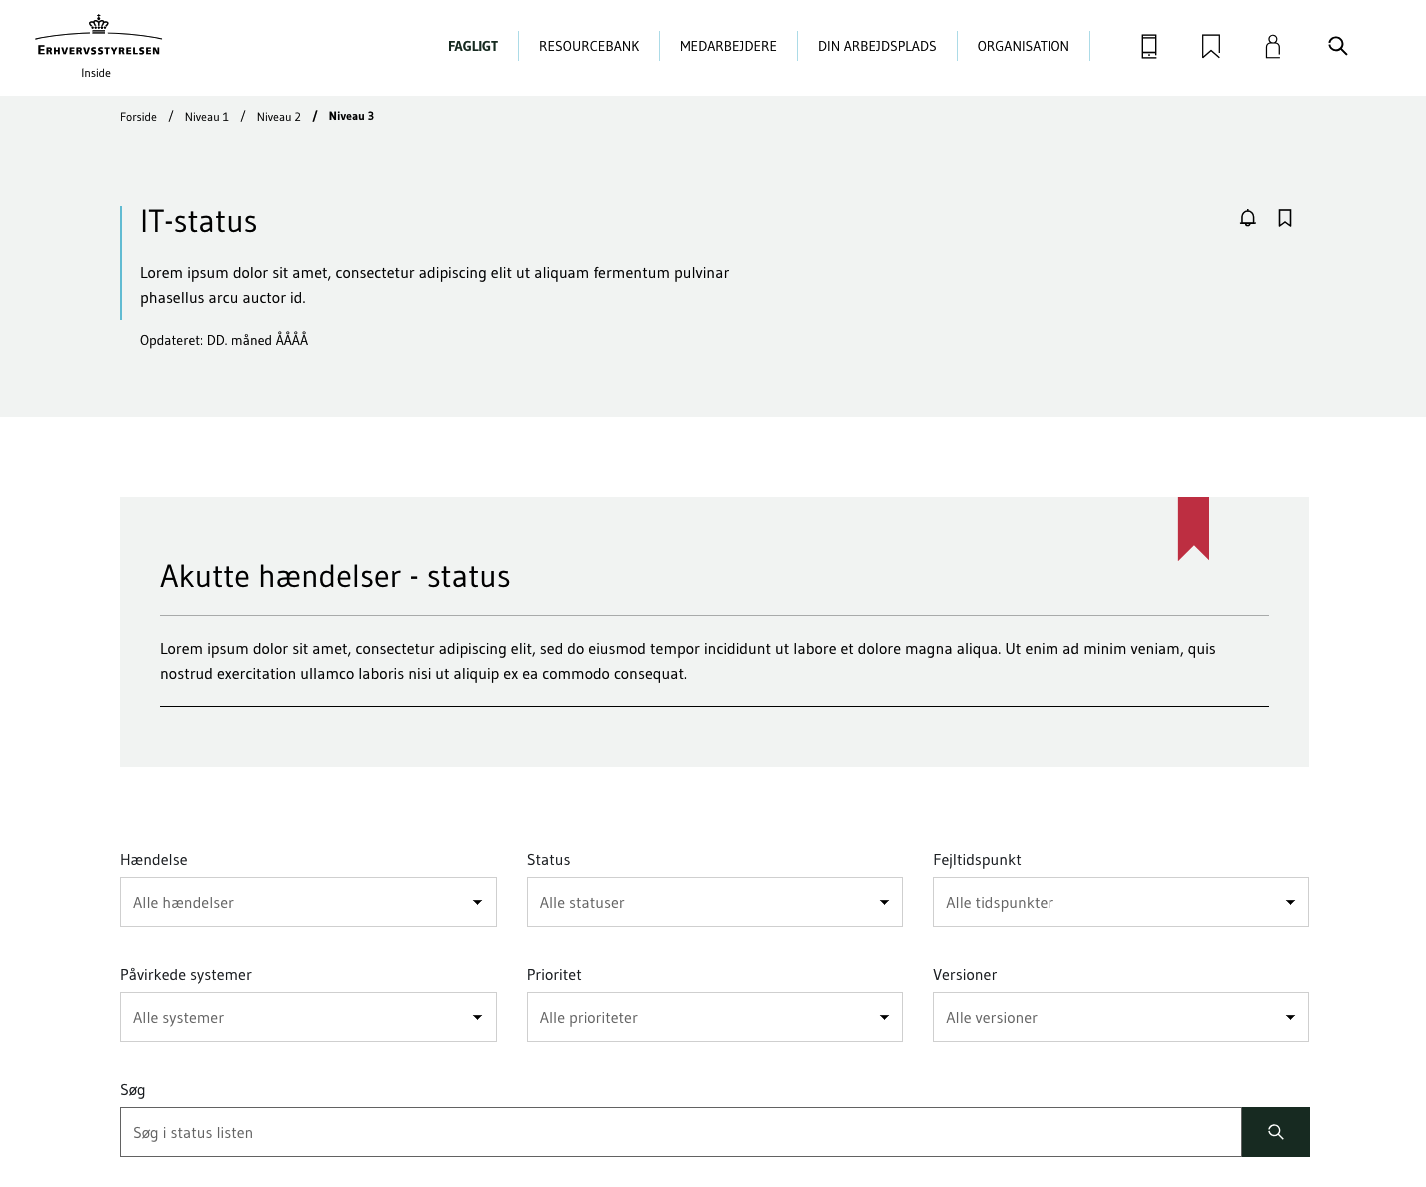 ERHVERVSSTYRELSEN
Inside
FAGLIGT
RESOURCEBANK
MEDARBEJDERE
DIN ARBEJDSPLADS
ORGANISATION
Forside / Niveau 1 / Niveau 2 / Niveau 3
IT-status
Lorem ipsum dolor sit amet, consectetur adipiscing elit ut aliquam fermentum pulvinar
phasellus arcu auctor id.
Opdateret: DD. måned ÅÅÅÅ
Akutte hændelser - status
Lorem ipsum dolor sit amet, consectetur adipiscing elit, sed do eiusmod tempor incididunt ut labore et dolore magna aliqua. Ut enim ad minim veniam, quis
nostrud exercitation ullamco laboris nisi ut aliquip ex ea commodo consequat.
Hændelse
Alle hændelser
Status
Alle statuser
Fejltidspunkt
Alle tidspunkter
Påvirkede systemer
Alle systemer
Prioritet
Alle prioriteter
Versioner
Alle versioner
Søg
Søg i status listen